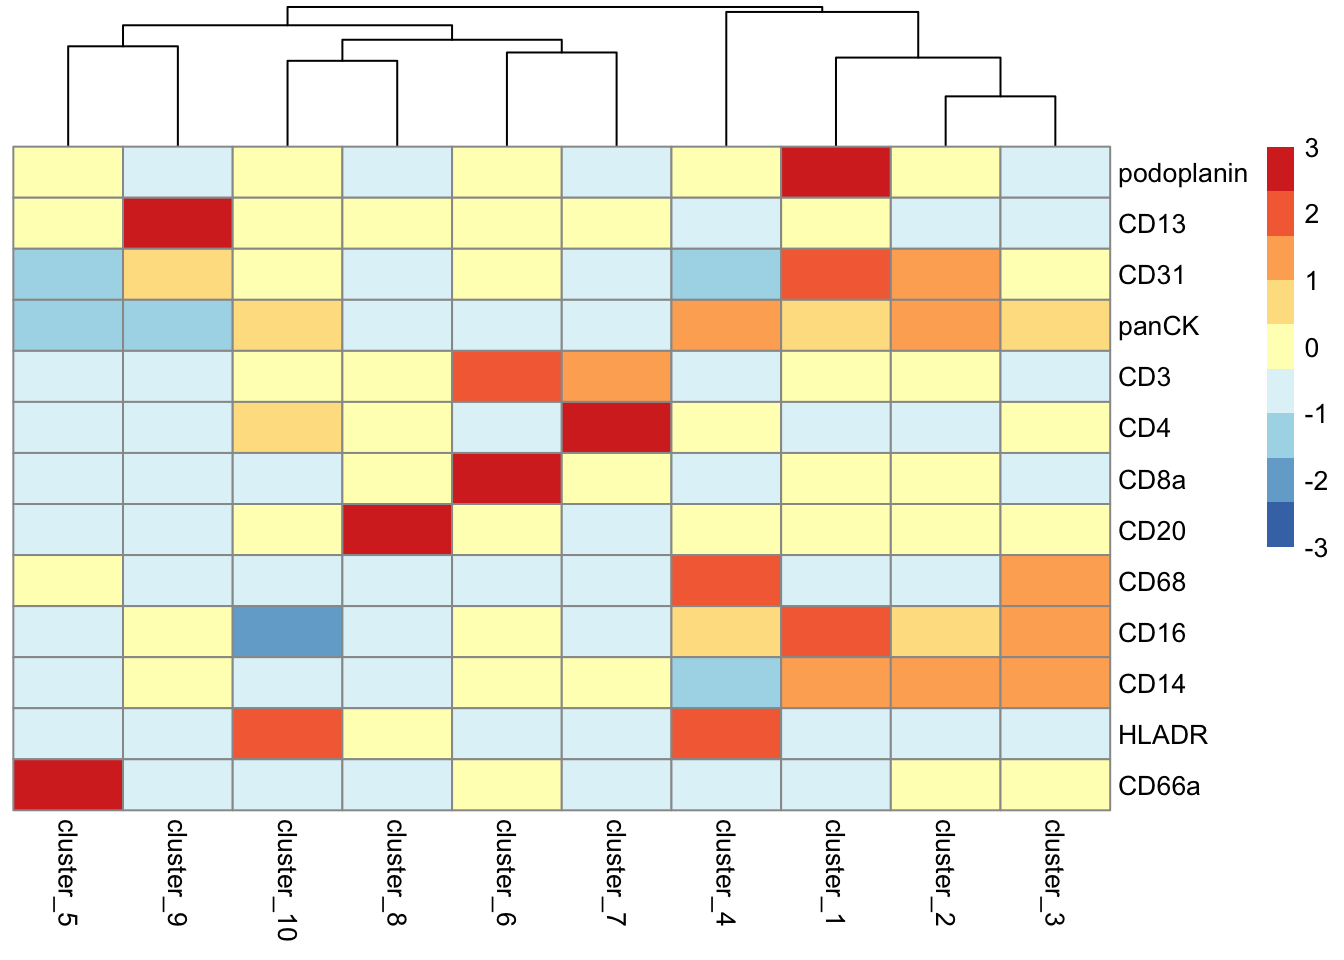 podoplanin
CD13
CD31
panCK
CD3
CD4
CD8a
CD20
CD68
CD16
CD14
HLADR
CD66a
3
2
1
0
-1
-2
-3
cluster_5
cluster_9
cluster_10
cluster_8
cluster_6
cluster_7
cluster_4
cluster_1
cluster_2
cluster_3